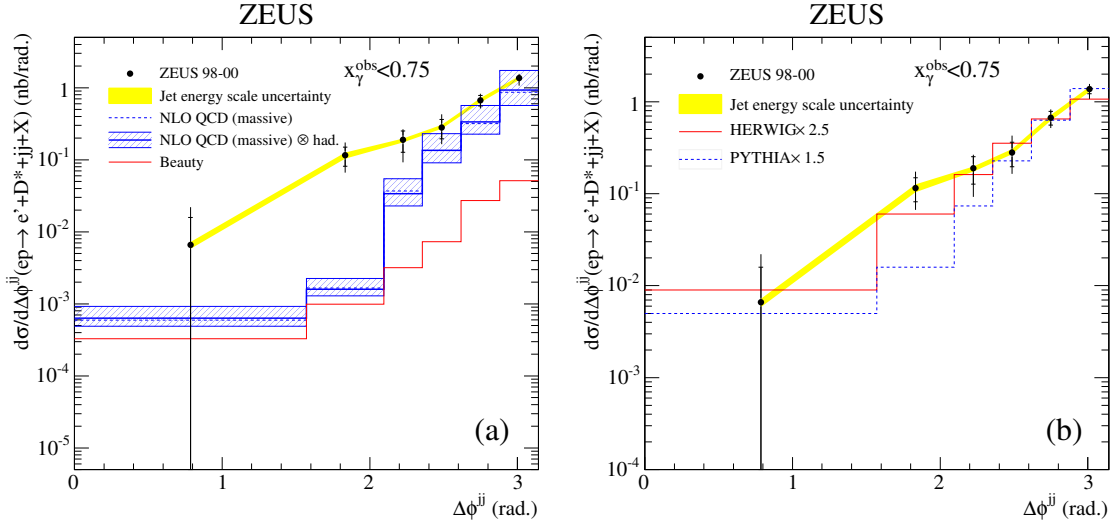 ZEUS
dσ/dΔϕ^jj(ep→ e’+D*+jj+X) (nb/rad.)
x_γ^obs<0.75
ZEUS 98-00
Jet energy scale uncertainty
NLO QCD (massive)
NLO QCD (massive) ⊗ had.
Beauty
1
10^-1
10^-2
10^-3
10^-4
10^-5
(a)
0 1 2 3
Δϕ^jj (rad.)
ZEUS
dσ/dΔϕ^jj(ep→ e’+D*+jj+X) (nb/rad.)
x_γ^obs<0.75
ZEUS 98-00
Jet energy scale uncertainty
HERWIG× 2.5
PYTHIA× 1.5
1
10^-1
10^-2
10^-3
10^-4
(b)
0 1 2 3
Δϕ^jj (rad.)